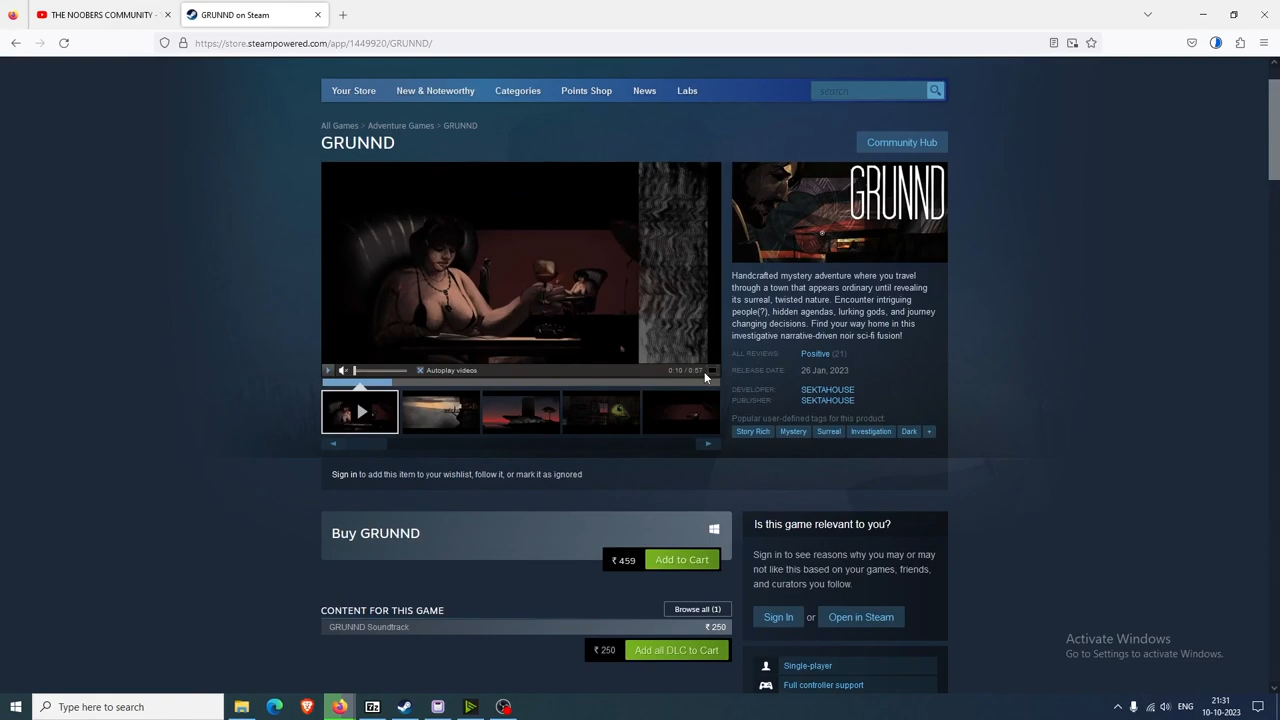 THE NOOBERS COMMUNITY -
GRUNND on Steam
https://store.steampowered.com/app/1449920/GRUNND/
Your Store
New & Noteworthy
Categories
Points Shop
News
Labs
search
All Games > Adventure Games > GRUNND
GRUNND
Community Hub
GRUNND
Handcrafted mystery adventure where you travel
through a town that appears ordinary until revealing
its surreal, twisted nature. Encounter intriguing
people(?), hidden agendas, lurking gods, and journey
changing decisions. Find your way home in this
investigative narrative-driven noir sci-fi fusion!
ALL REVIEWS: Positive (21)
RELEASE DATE: 26 Jan, 2023
DEVELOPER: SEKTAHOUSE
PUBLISHER: SEKTAHOUSE
Popular user-defined tags for this product:
Story Rich Mystery Surreal Investigation Dark +
Autoplay videos
0:10 / 0:57
Sign in to add this item to your wishlist, follow it, or mark it as ignored
Buy GRUNND
₹ 459 Add to Cart
CONTENT FOR THIS GAME
Browse all (1)
GRUNND Soundtrack ₹ 250
₹ 250 Add all DLC to Cart
Is this game relevant to you?
Sign in to see reasons why you may or may
not like this based on your games, friends,
and curators you follow.
Sign In or Open in Steam
Single-player
Full controller support
Activate Windows
Go to Settings to activate Windows.
Type here to search
ENG
21:31
10-10-2023